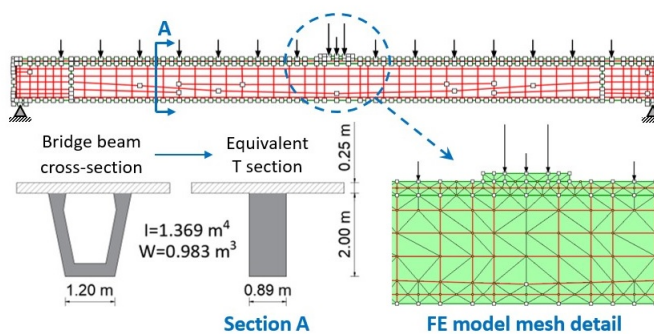 A
Bridge beam
cross-section
Equivalent
T section
I=1.369 m⁴
W=0.983 m³
1.20 m
0.89 m
0.25 m
2.00 m
Section A
FE model mesh detail